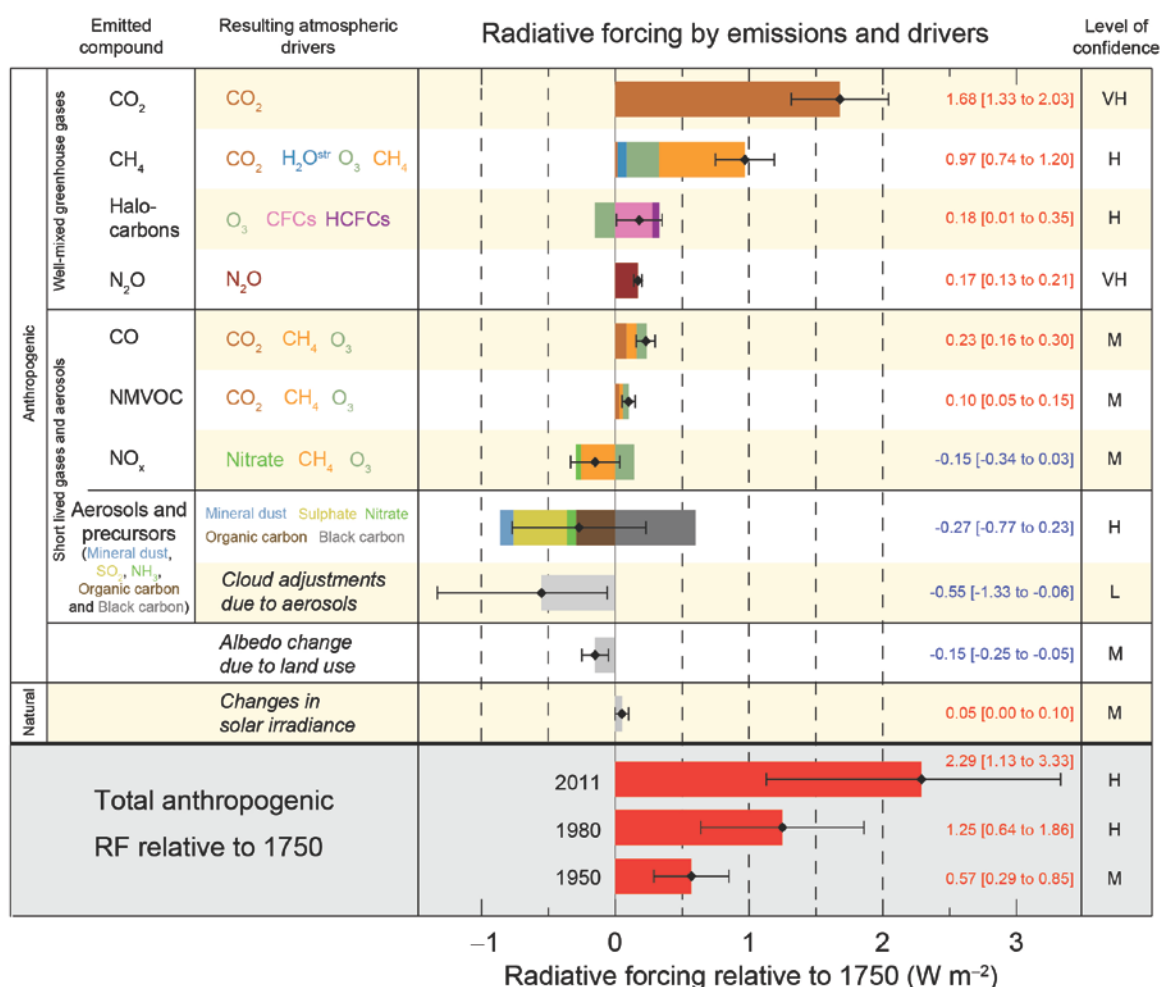 Emitted
compound
Resulting atmospheric
drivers
Radiative forcing by emissions and drivers
Level of
confidence
Anthropogenic
Well-mixed greenhouse gases
CO₂
CO₂
1.68 [1.33 to 2.03]
VH
CH₄
CO₂ H₂Oˢᵗʳ O₃ CH₄
0.97 [0.74 to 1.20]
H
Halo-
carbons
O₃ CFCs HCFCs
0.18 [0.01 to 0.35]
H
N₂O
N₂O
0.17 [0.13 to 0.21]
VH
Short lived gases and aerosols
CO
CO₂ CH₄ O₃
0.23 [0.16 to 0.30]
M
NMVOC
CO₂ CH₄ O₃
0.10 [0.05 to 0.15]
M
NOₓ
Nitrate CH₄ O₃
-0.15 [-0.34 to 0.03]
M
Aerosols and
precursors
(Mineral dust,
SO₂, NH₃,
Organic carbon
and Black carbon)
Mineral dust Sulphate Nitrate
Organic carbon Black carbon
-0.27 [-0.77 to 0.23]
H
Cloud adjustments
due to aerosols
-0.55 [-1.33 to -0.06]
L
Albedo change
due to land use
-0.15 [-0.25 to -0.05]
M
Natural
Changes in
solar irradiance
0.05 [0.00 to 0.10]
M
Total anthropogenic
RF relative to 1750
2011
2.29 [1.13 to 3.33]
H
1980
1.25 [0.64 to 1.86]
H
1950
0.57 [0.29 to 0.85]
M
−1 0 1 2 3
Radiative forcing relative to 1750 (W m⁻²)